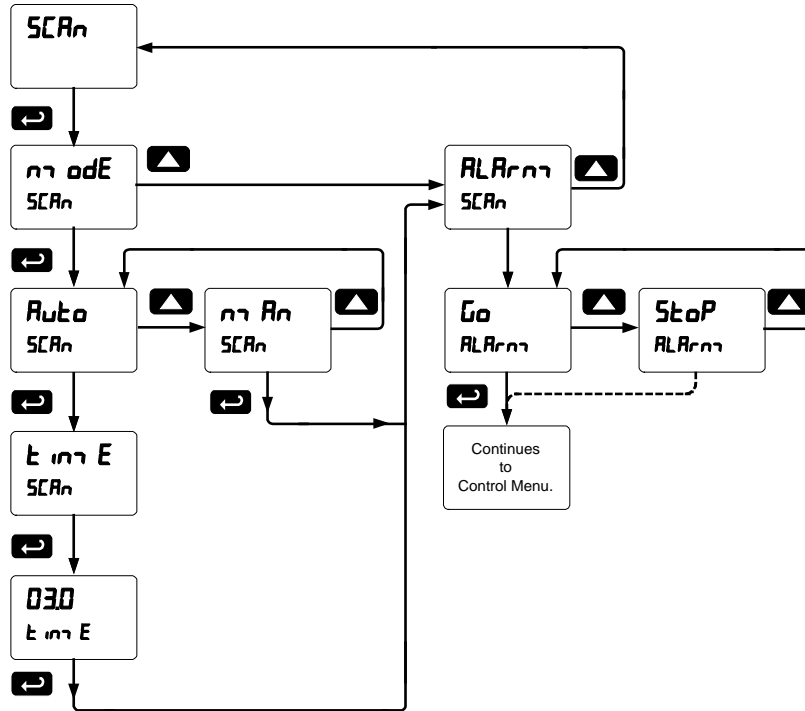 SCAn
modE
SCAn
ALArm
SCAn
Auto
SCAn
mAn
SCAn
Go
ALArm
StoP
ALArm
timE
SCAn
Continues
to
Control Menu.
03.0
timE